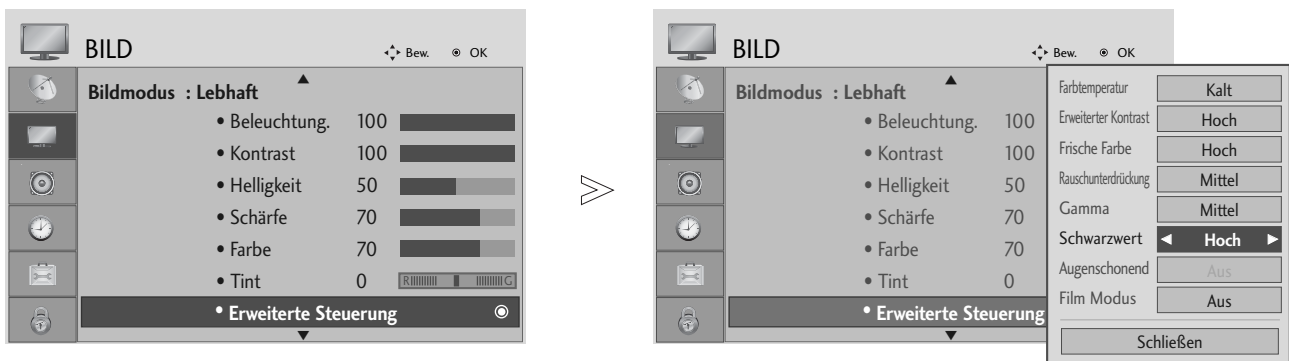 BILD
Bew. OK
Bildmodus : Lebhaft
• Beleuchtung. 100
• Kontrast 100
• Helligkeit 50
• Schärfe 70
• Farbe 70
• Tint 0 R G
• Erweiterte Steuerung
BILD
Bew. OK
Bildmodus : Lebhaft
• Beleuchtung. 100
• Kontrast 100
• Helligkeit 50
• Schärfe 70
• Farbe 70
• Tint 0
• Erweiterte Steuerung
Farbtemperatur Kalt
Erweiterter Kontrast Hoch
Frische Farbe Hoch
Rauschunterdrückung Mittel
Gamma Mittel
Schwarzwert Hoch
Augenschonend Aus
Film Modus Aus
Schließen